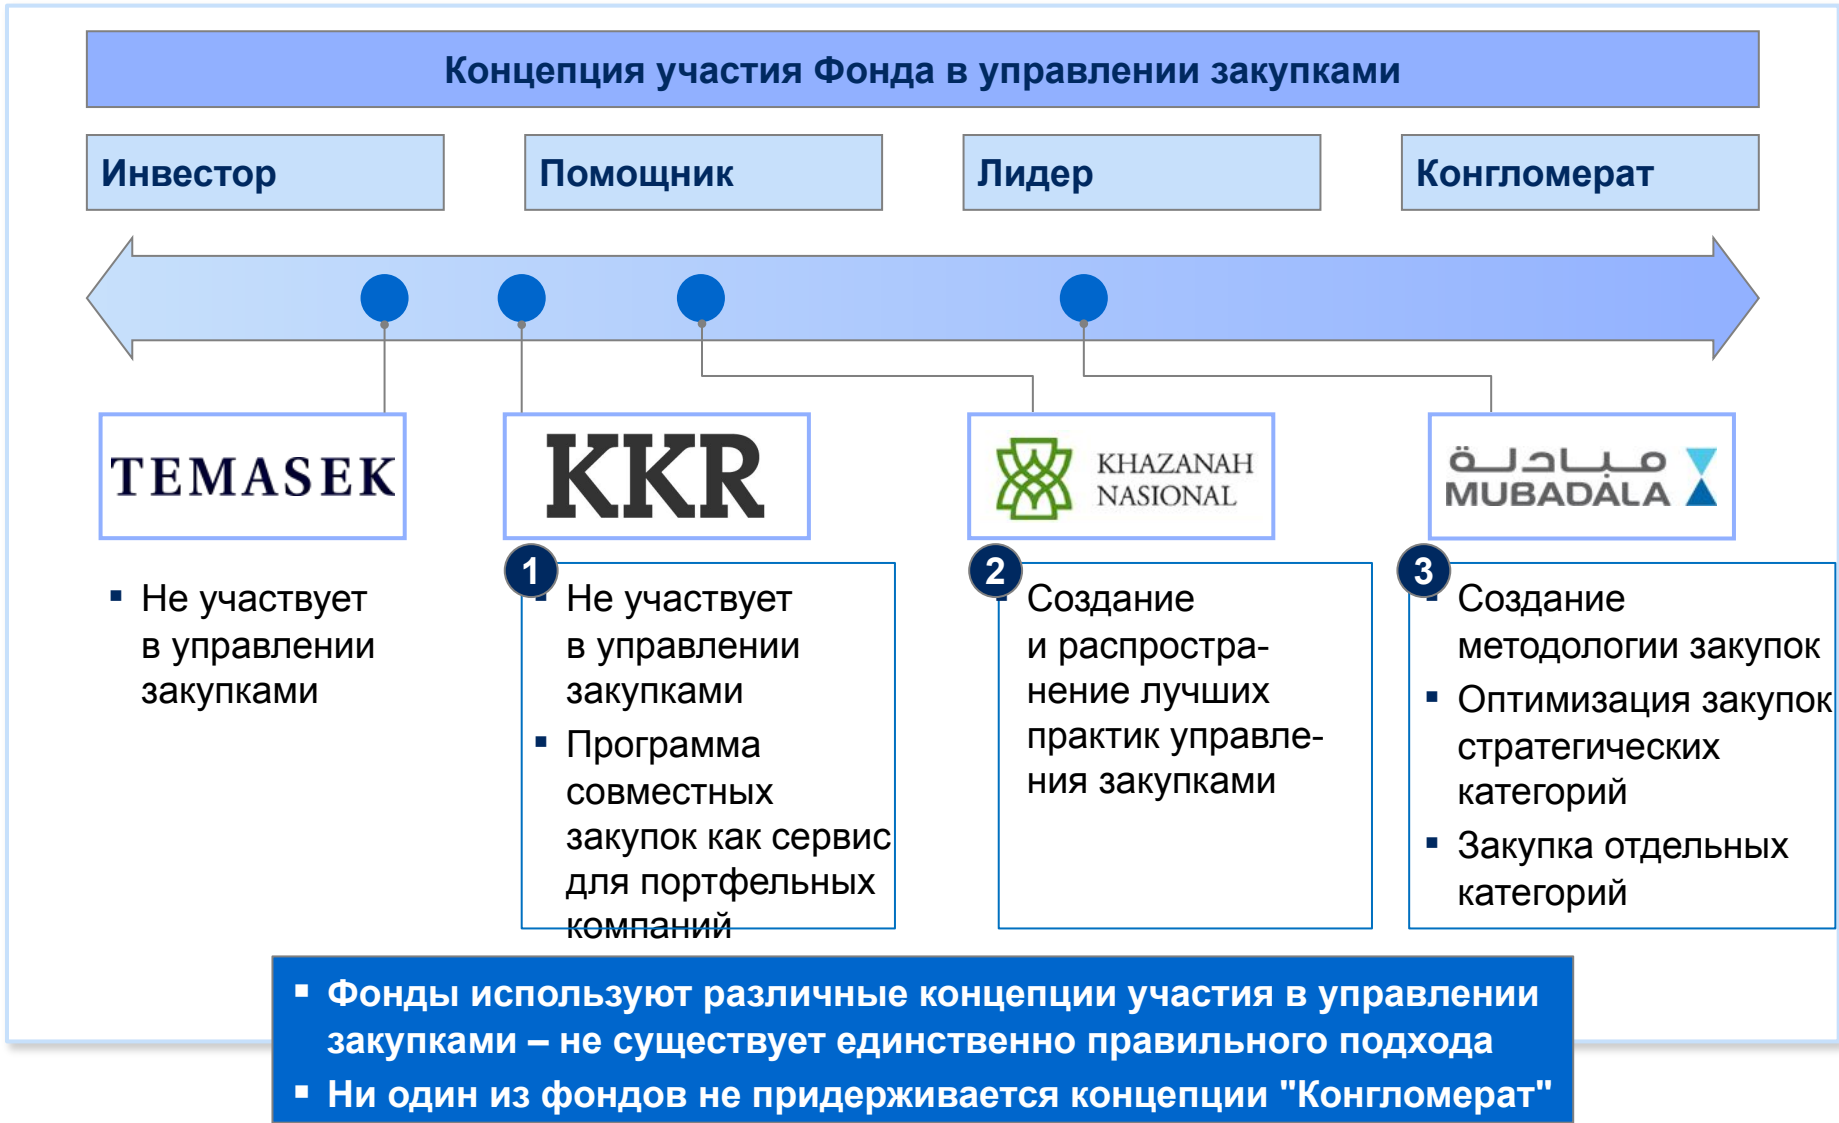 Концепция участия Фонда в управлении закупками
Инвестор
Помощник
Лидер
Конгломерат
TEMASEK
KKR
KHAZANAH
NASIONAL
مبادلة
MUBADALA
▪ Не участвует
в управлении
закупками
1
▪ Не участвует
в управлении
закупками
▪ Программа
совместных
закупок как сервис
для портфельных
компаний
2
▪ Создание
и распростра-
нение лучших
практик управле-
ния закупками
3
▪ Создание
методологии закупок
▪ Оптимизация закупок
стратегических
категорий
▪ Закупка отдельных
категорий
▪ Фонды используют различные концепции участия в управлении
закупками – не существует единственно правильного подхода
▪ Ни один из фондов не придерживается концепции "Конгломерат"